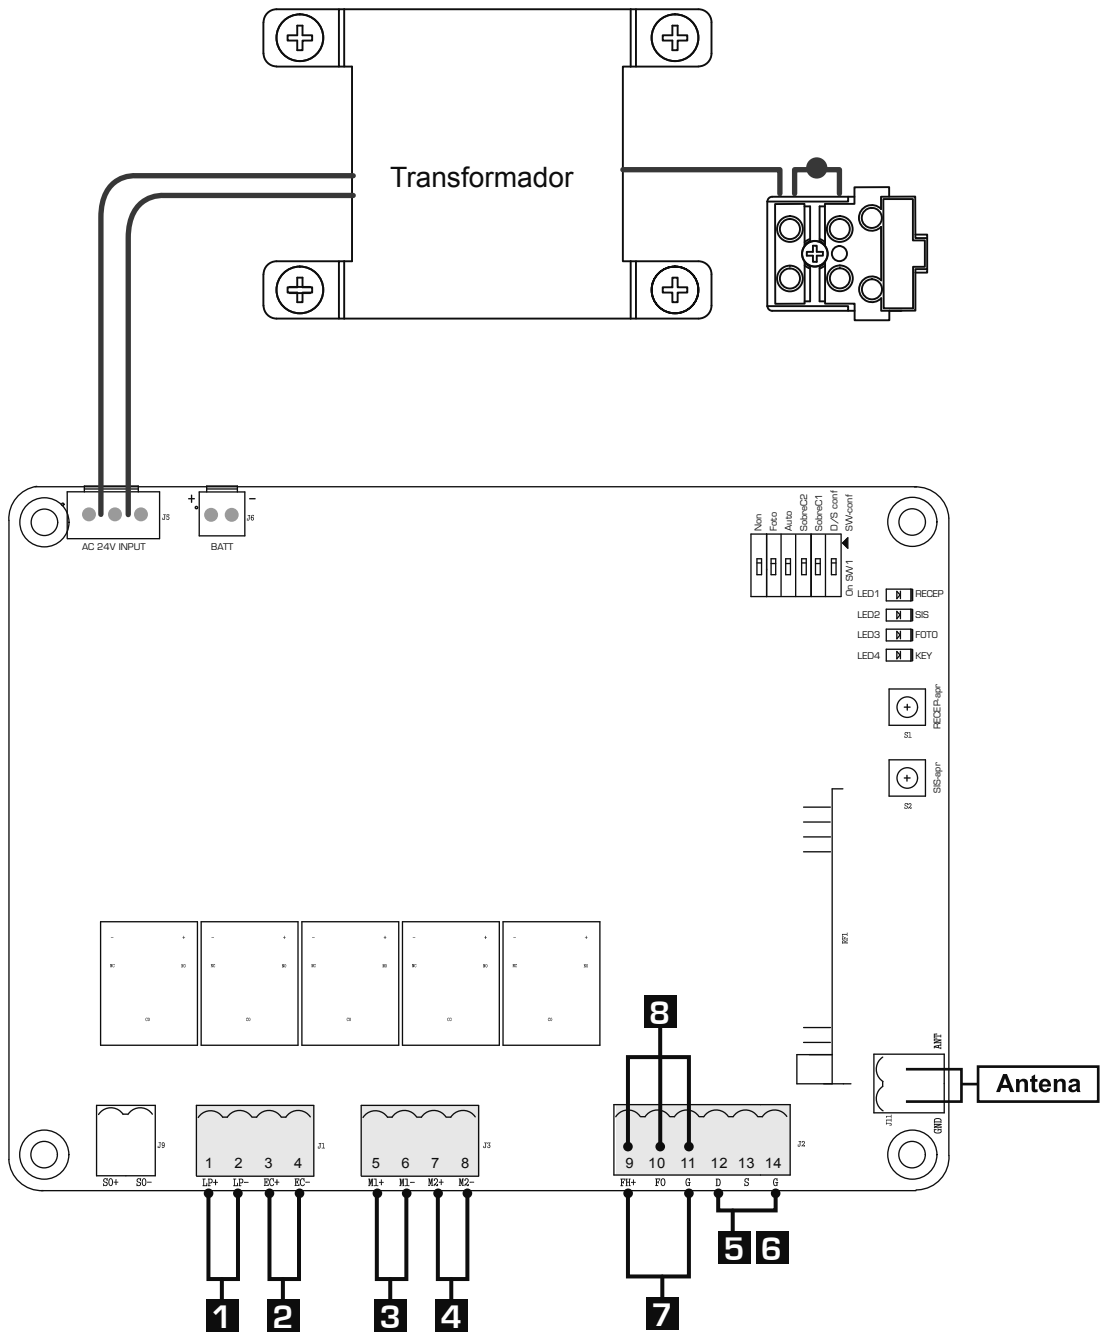 Transformador
+ -
J5
J6
AC 24V INPUT
BATT
Non
Foto
Auto
SobreC2
SobreC1
D/S conf
SW-conf
On SW1
LED1 RECEP
LED2 SIS
LED3 FOTO
LED4 KEY
RECEP-apr
S1
SIS-apr
S2
RF1
- + - + - + - + - +
8
ANT
Antena
GND
J11
J9
J1
J3
J2
1 2 3 4
5 6 7 8
9 10 11 12 13 14
SO+ SO-
LP+ LP- EC+ EC-
M1+ M1- M2+ M2-
FH+ FO G D S G
5 6
1 2 3 4 7